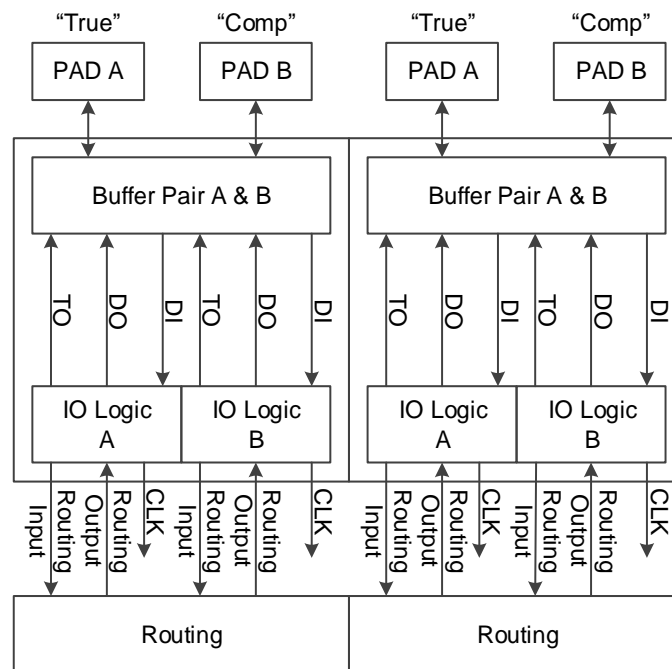 “True” “Comp” “True” “Comp”
PAD A PAD B PAD A PAD B
Buffer Pair A & B Buffer Pair A & B
TO DO DI TO DO DI TO DO DI TO DO DI
IO Logic A IO Logic B IO Logic A IO Logic B
Routing Input Routing Output CLK Routing Input Routing Output CLK Routing Input Routing Output CLK Routing Input Routing Output CLK
Routing Routing